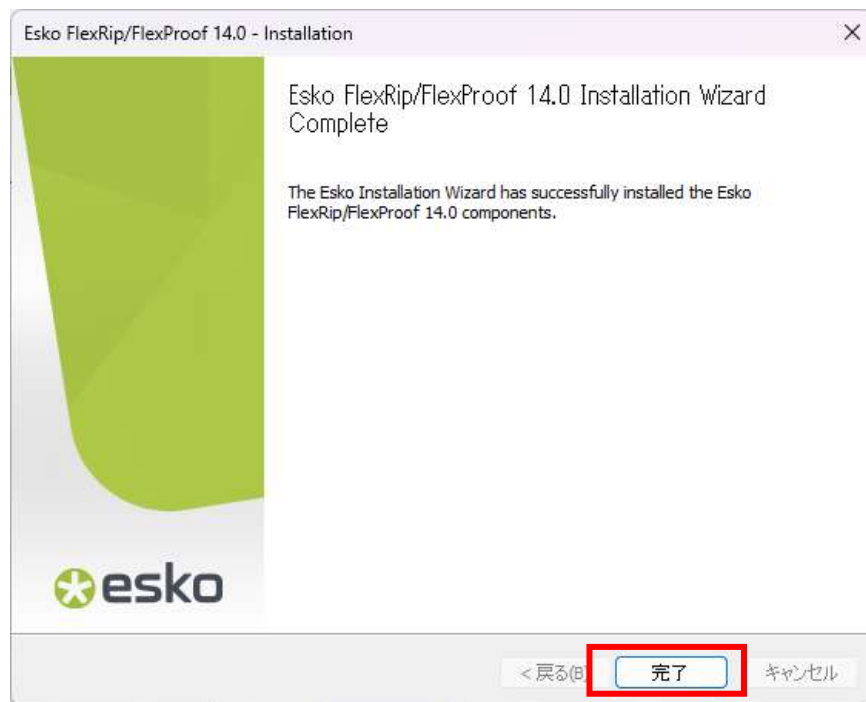 Esko FlexRip/FlexProof 14.0 - Installation
Esko FlexRip/FlexProof 14.0 Installation Wizard
Complete
The Esko Installation Wizard has successfully installed the Esko
FlexRip/FlexProof 14.0 components.
esko
< 戻る(B)
完了
キャンセル